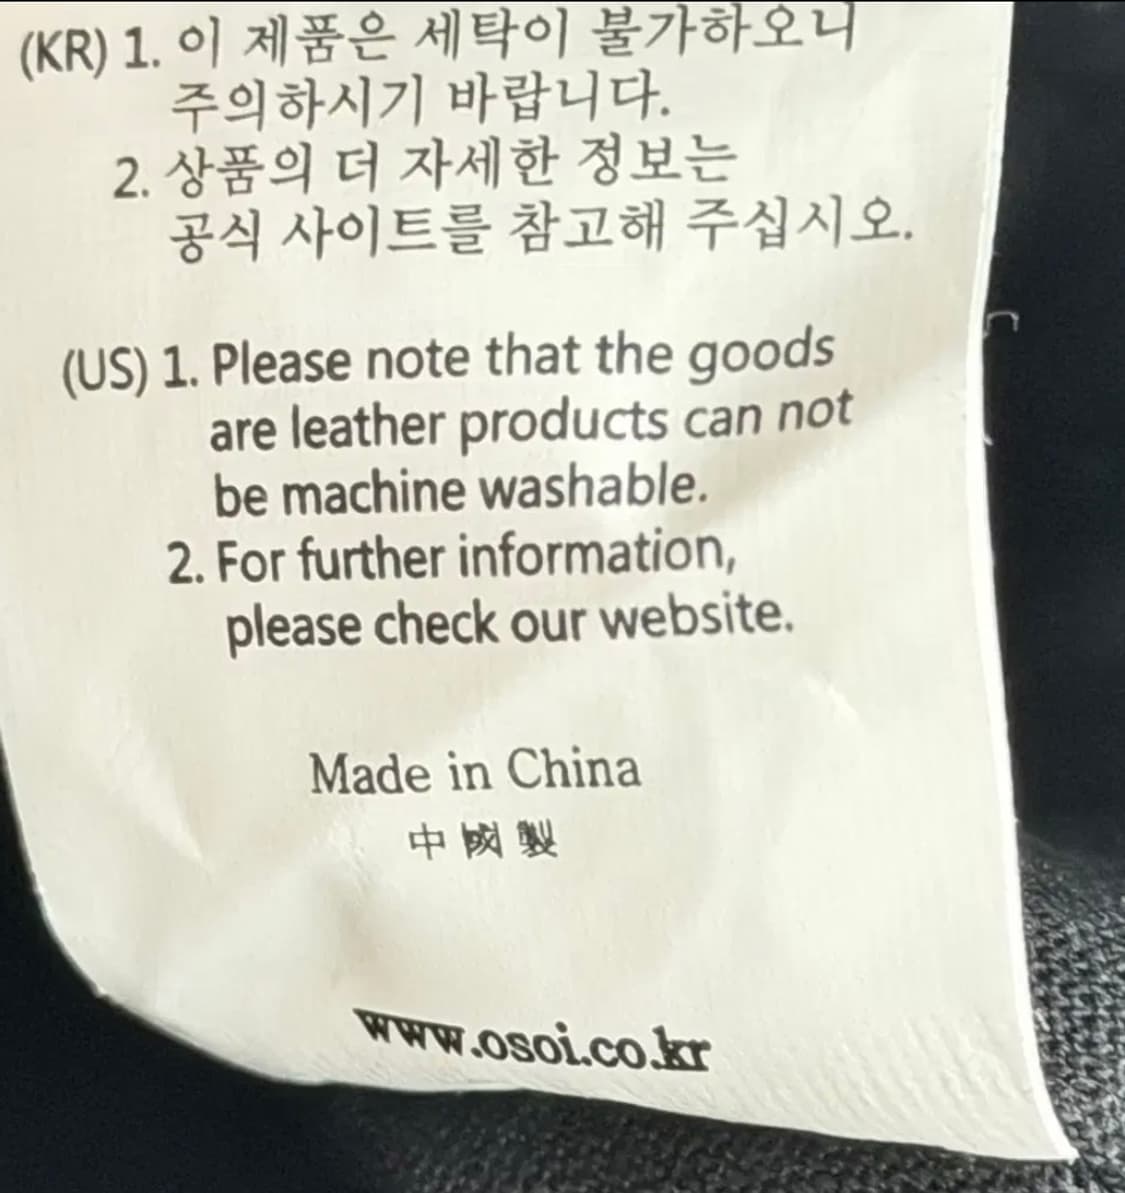 (KR) 1. 이 제품은 세탁이 불가하오니
주의하시기 바랍니다.
2. 상품의 더 자세한 정보는
공식 사이트를 참고해 주십시오.
(US) 1. Please note that the goods
are leather products can not
be machine washable.
2. For further information,
please check our website.
Made in China
中國製
www.osoi.co.kr